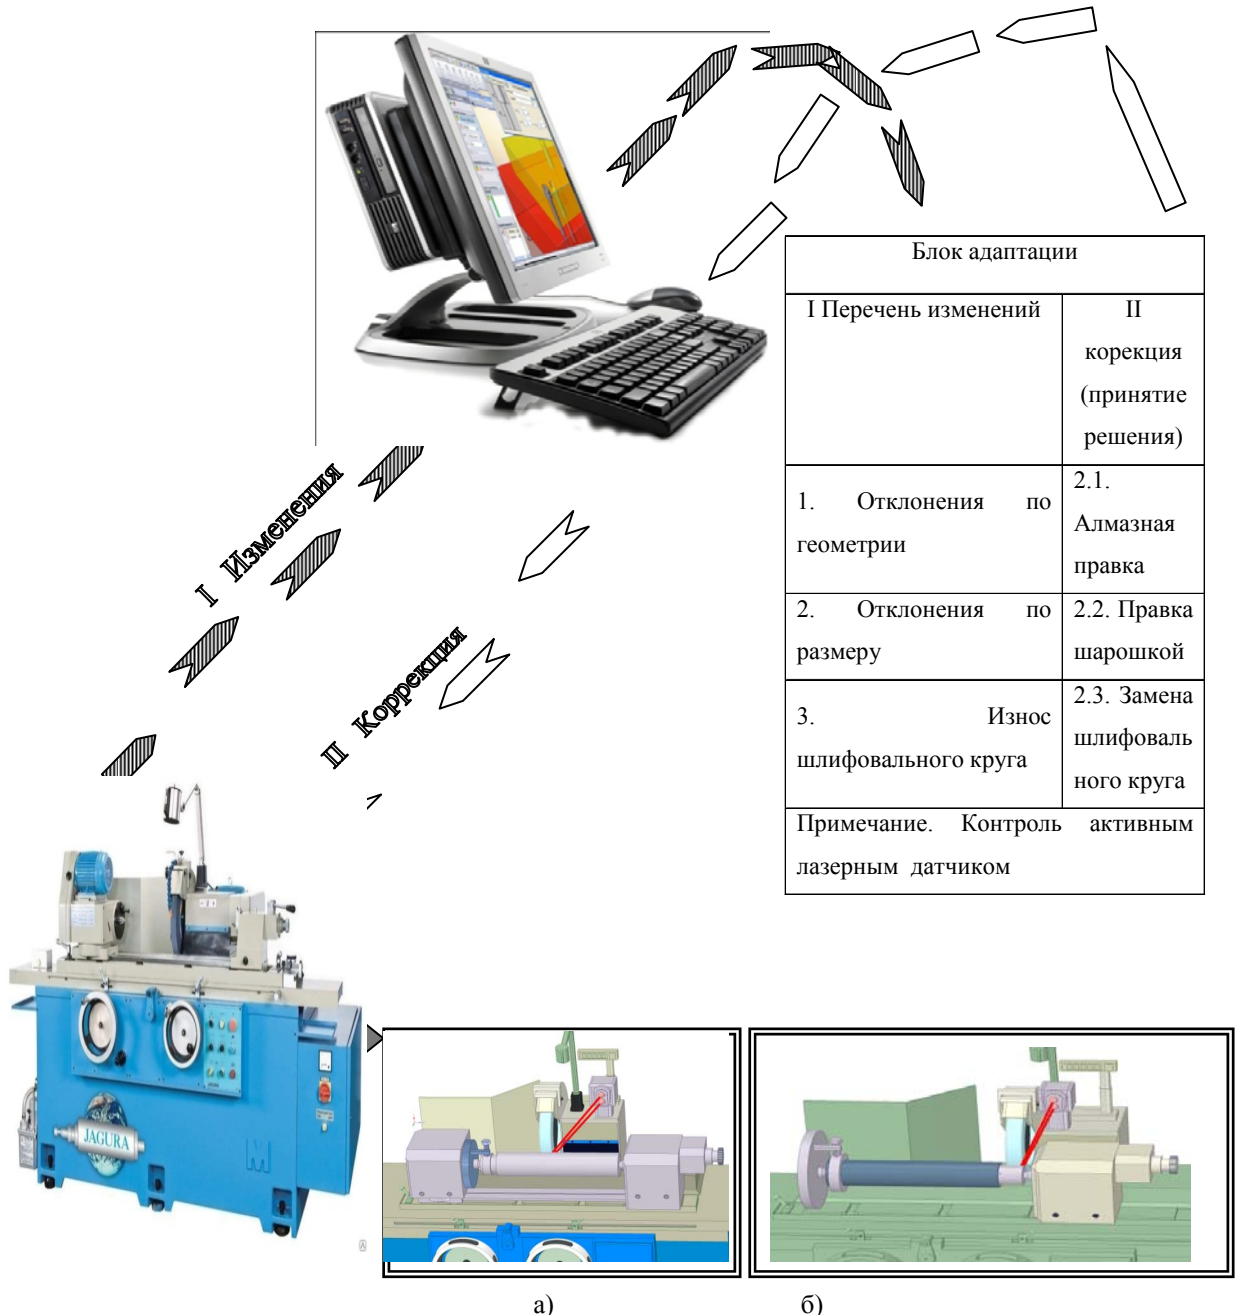 Блок адаптации
I Перечень изменений
II
корекция
(принятие
решения)
1. Отклонения по
геометрии
2.1.
Алмазная
правка
2. Отклонения по
размеру
2.2. Правка
шарошкой
3. Износ
шлифовального круга
2.3. Замена
шлифоваль
ного круга
Примечание. Контроль активным
лазерным датчиком
I Изменения
II Коррекция
JAGURA
M
а)
б)